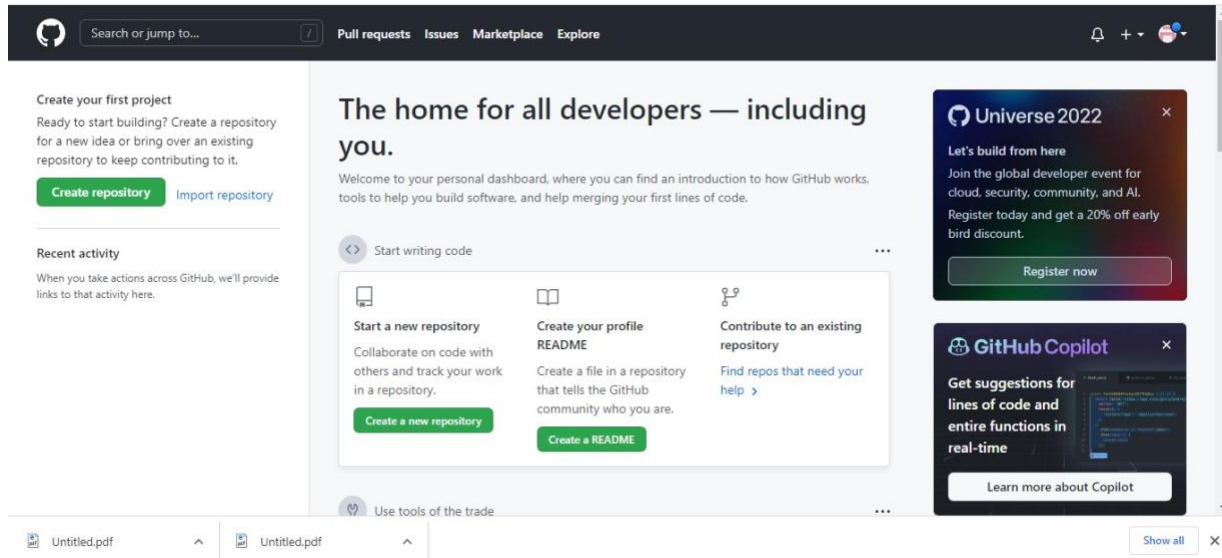 Search or jump to... /
Pull requests Issues Marketplace Explore
Create your first project
Ready to start building? Create a repository
for a new idea or bring over an existing
repository to keep contributing to it.
Create repository Import repository
Recent activity
When you take actions across GitHub, we'll provide
links to that activity here.
The home for all developers — including
you.
Welcome to your personal dashboard, where you can find an introduction to how GitHub works,
tools to help you build software, and help merging your first lines of code.
Start writing code
Start a new repository
Collaborate on code with
others and track your work
in a repository.
Create a new repository
Create your profile
README
Create a file in a repository
that tells the GitHub
community who you are.
Create a README
Contribute to an existing
repository
Find repos that need your
help >
Use tools of the trade
Universe 2022
Let's build from here
Join the global developer event for
cloud, security, community, and AI.
Register today and get a 20% off early
bird discount.
Register now
GitHub Copilot
Get suggestions for
lines of code and
entire functions in
real-time
Learn more about Copilot
Untitled.pdf
Untitled.pdf
Show all